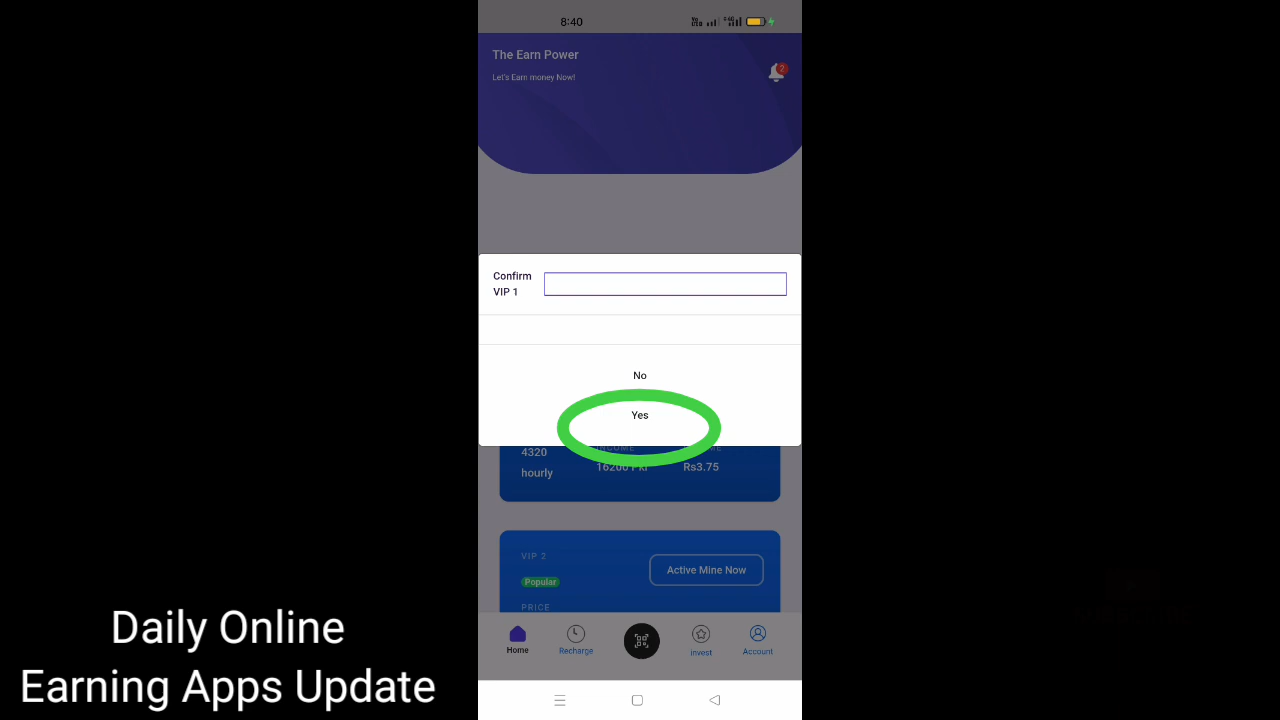 8:40
The Earn Power
Let's Earn money Now!
2
Confirm
VIP 1
No
Yes
4320
hourly
Rs3.75
VIP 2
Active Mine Now
Popular
PRICE
Home
Recharge
invest
Account
Daily Online
Earning Apps Update